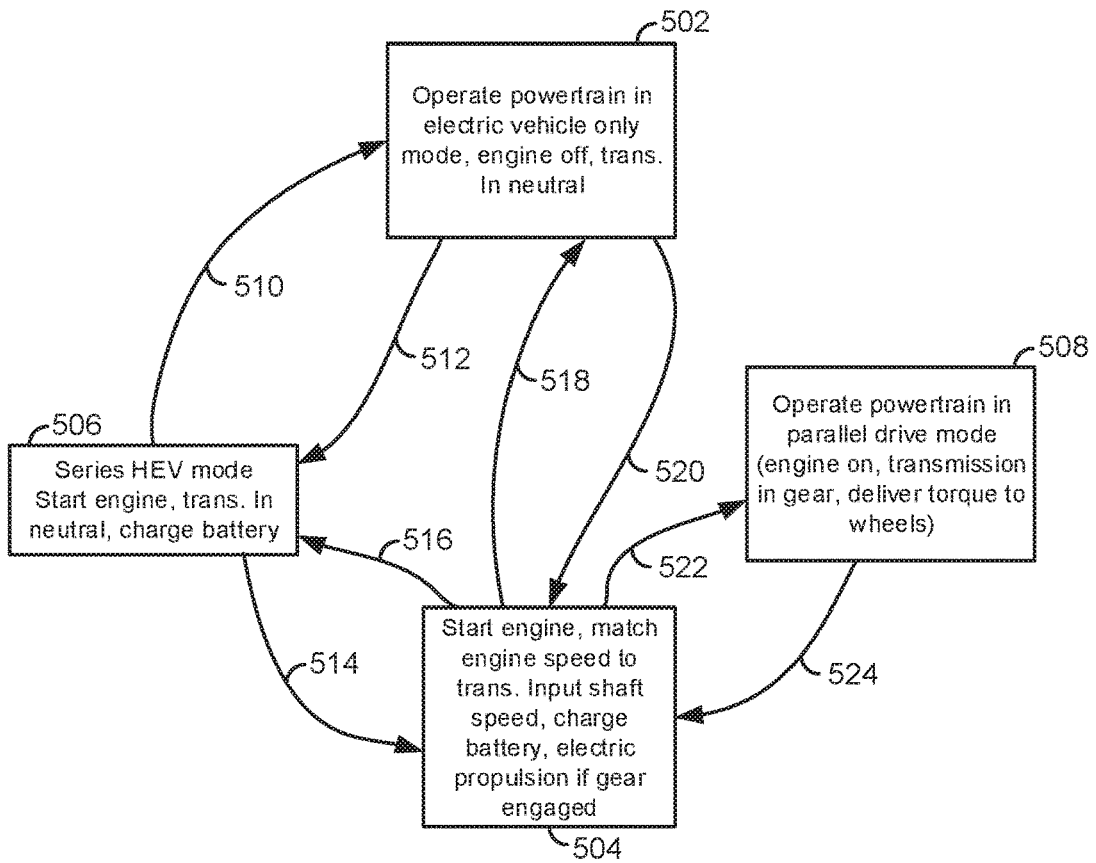 502
Operate powertrain in
electric vehicle only
mode, engine off, trans.
In neutral
510
512
518
520
508
Operate powertrain in
parallel drive mode
(engine on, transmission
in gear, deliver torque to
wheels)
506
Series HEV mode
Start engine, trans. In
neutral, charge battery
516
522
514
524
Start engine, match
engine speed to
trans. Input shaft
speed, charge
battery, electric
propulsion if gear
engaged
504